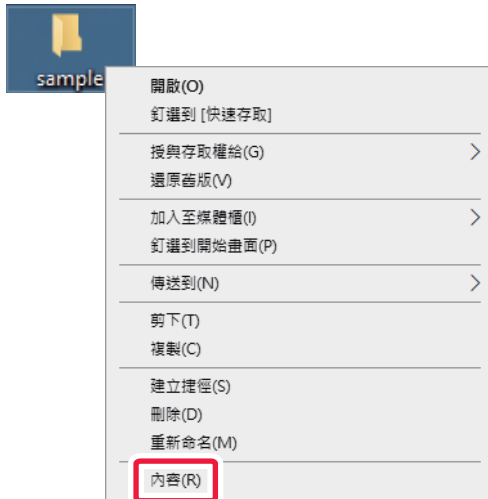 sample
開啟(O)
釘選到 [快速存取]
授與存取權給(G)
還原舊版(V)
加入至媒體櫃(I)
釘選到開始畫面(P)
傳送到(N)
剪下(T)
複製(C)
建立捷徑(S)
刪除(D)
重新命名(M)
內容(R)